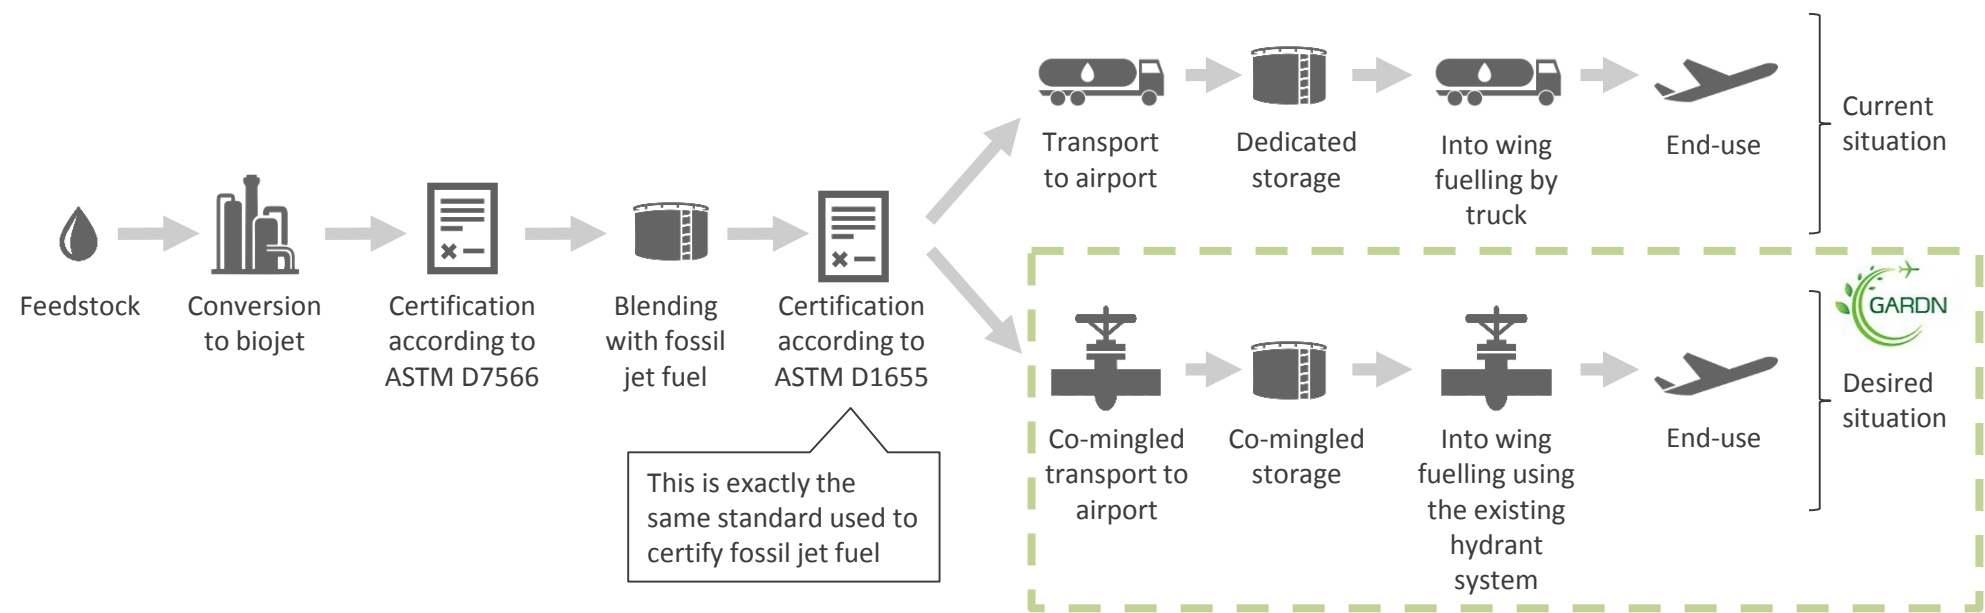 Feedstock
Conversion
to biojet
Certification
according to
ASTM D7566
Blending
with fossil
jet fuel
Certification
according to
ASTM D1655
This is exactly the
same standard used to
certify fossil jet fuel
Transport
to airport
Dedicated
storage
Into wing
fuelling by
truck
End-use
Current
situation
Co-mingled
transport to
airport
Co-mingled
storage
Into wing
fuelling using
the existing
hydrant
system
End-use
GARDN
Desired
situation